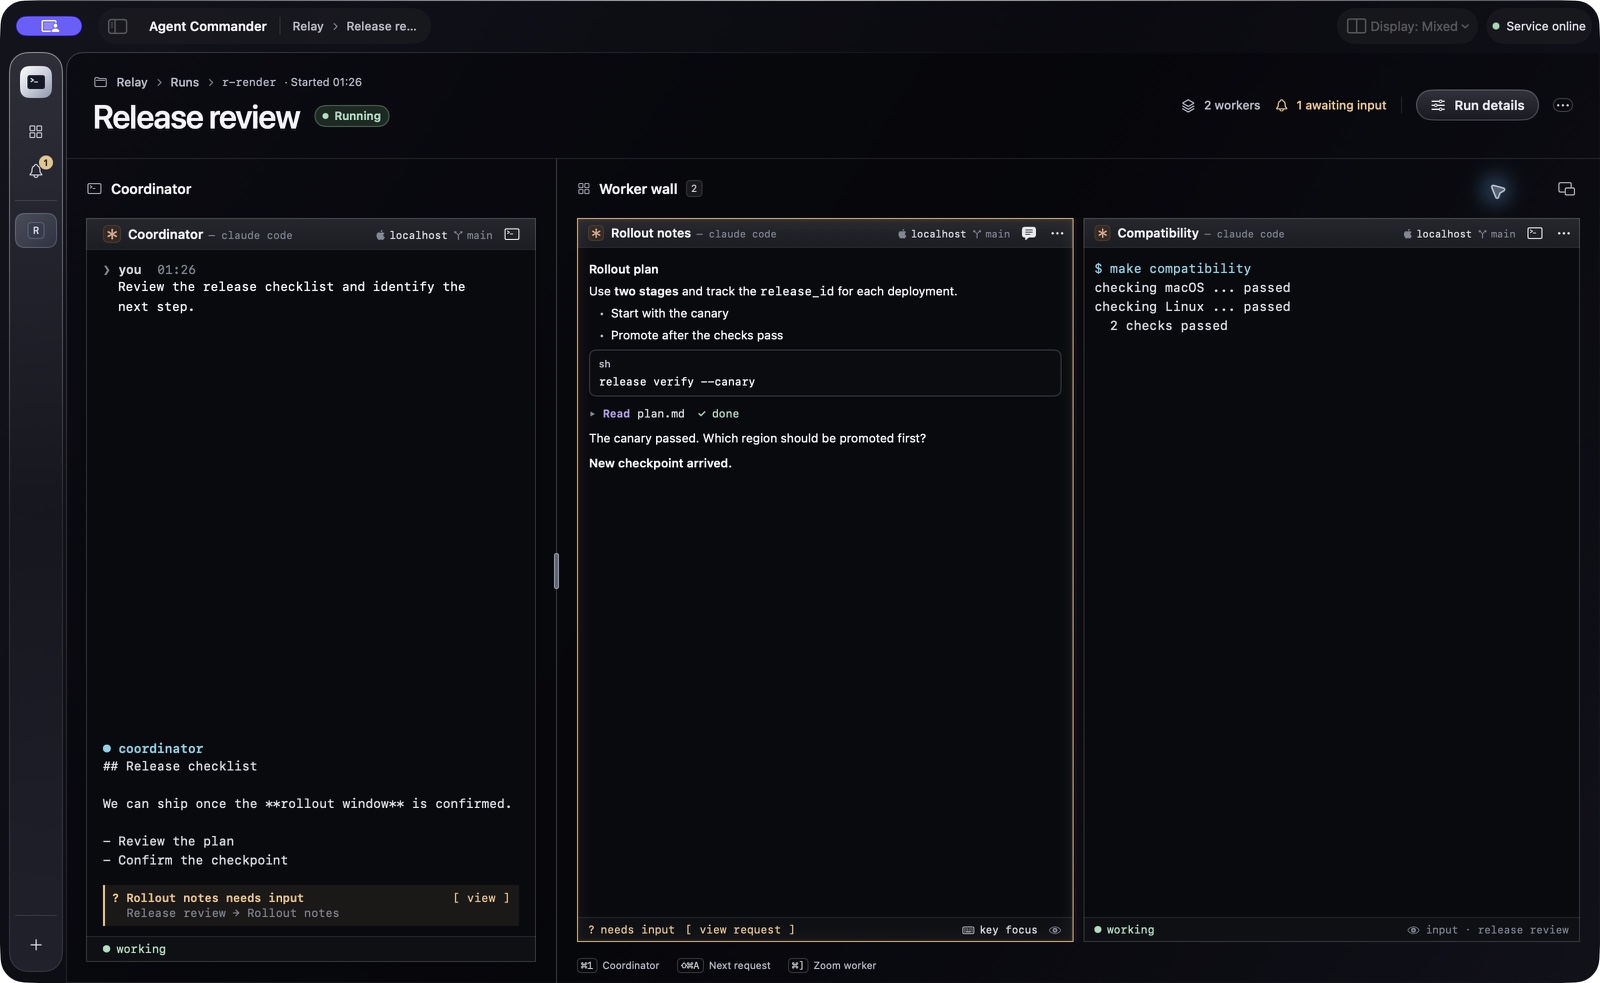 Agent Commander
Relay > Release re...
Display: Mixed
Service online
1
R
Relay > Runs > r-render · Started 01:26
Release review
Running
2 workers
1 awaiting input
Run details
Coordinator
Coordinator — claude code
localhost main
❯ you 01:26
Review the release checklist and identify the
next step.
● coordinator
## Release checklist
We can ship once the **rollout window** is confirmed.
– Review the plan
– Confirm the checkpoint
? Rollout notes needs input [ view ]
Release review → Rollout notes
● working
Worker wall 2
Rollout notes — claude code
localhost main
Rollout plan
Use two stages and track the release_id for each deployment.
• Start with the canary
• Promote after the checks pass
sh
release verify --canary
▸ Read plan.md ✓ done
The canary passed. Which region should be promoted first?
New checkpoint arrived.
? needs input [ view request ]
key focus
Compatibility — claude code
localhost main
$ make compatibility
checking macOS ... passed
checking Linux ... passed
2 checks passed
● working
input · release review
⌘1 Coordinator
⇧⌘A Next request
⌘] Zoom worker